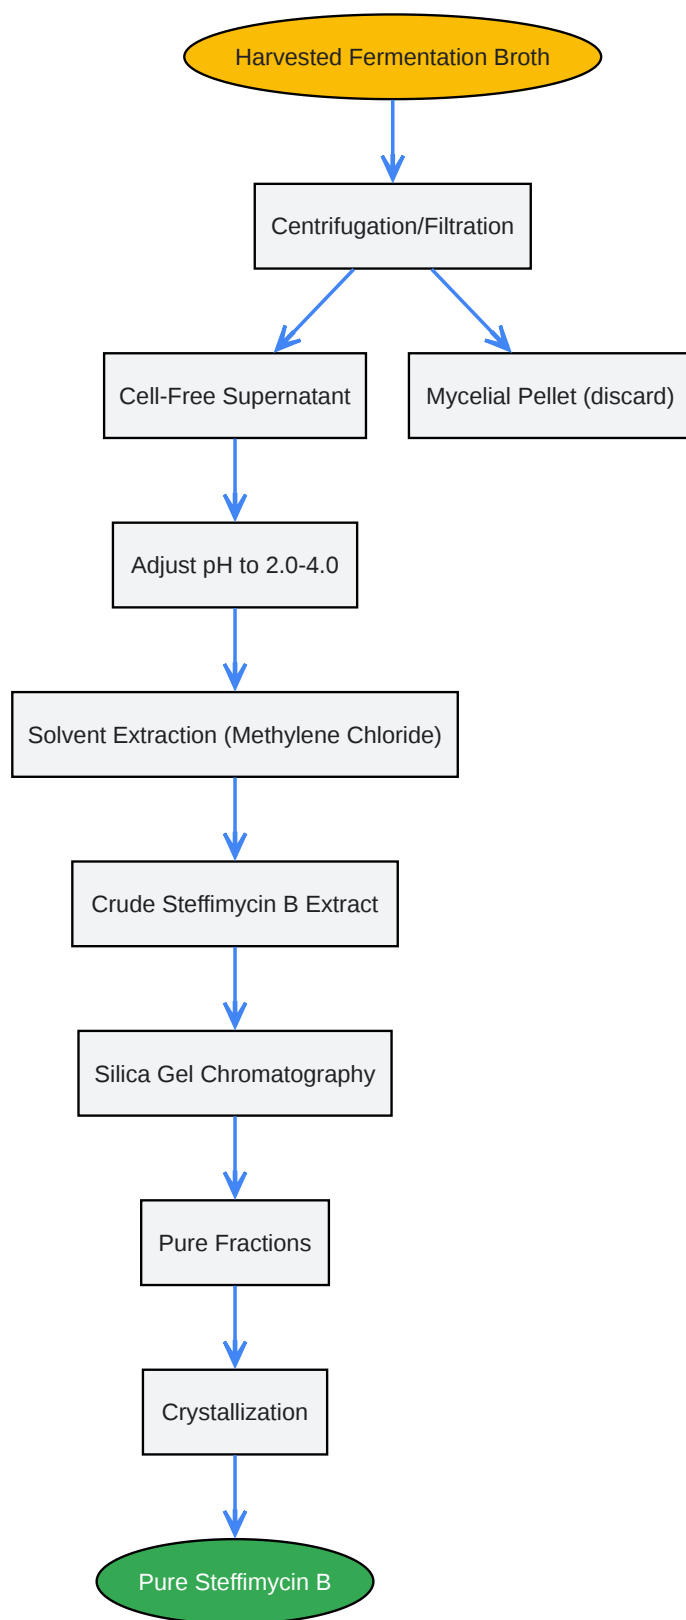 Harvested Fermentation Broth
Centrifugation/Filtration
Cell-Free Supernatant
Mycelial Pellet (discard)
Adjust pH to 2.0-4.0
Solvent Extraction (Methylene Chloride)
Crude Steffimycin B Extract
Silica Gel Chromatography
Pure Fractions
Crystallization
Pure Steffimycin B